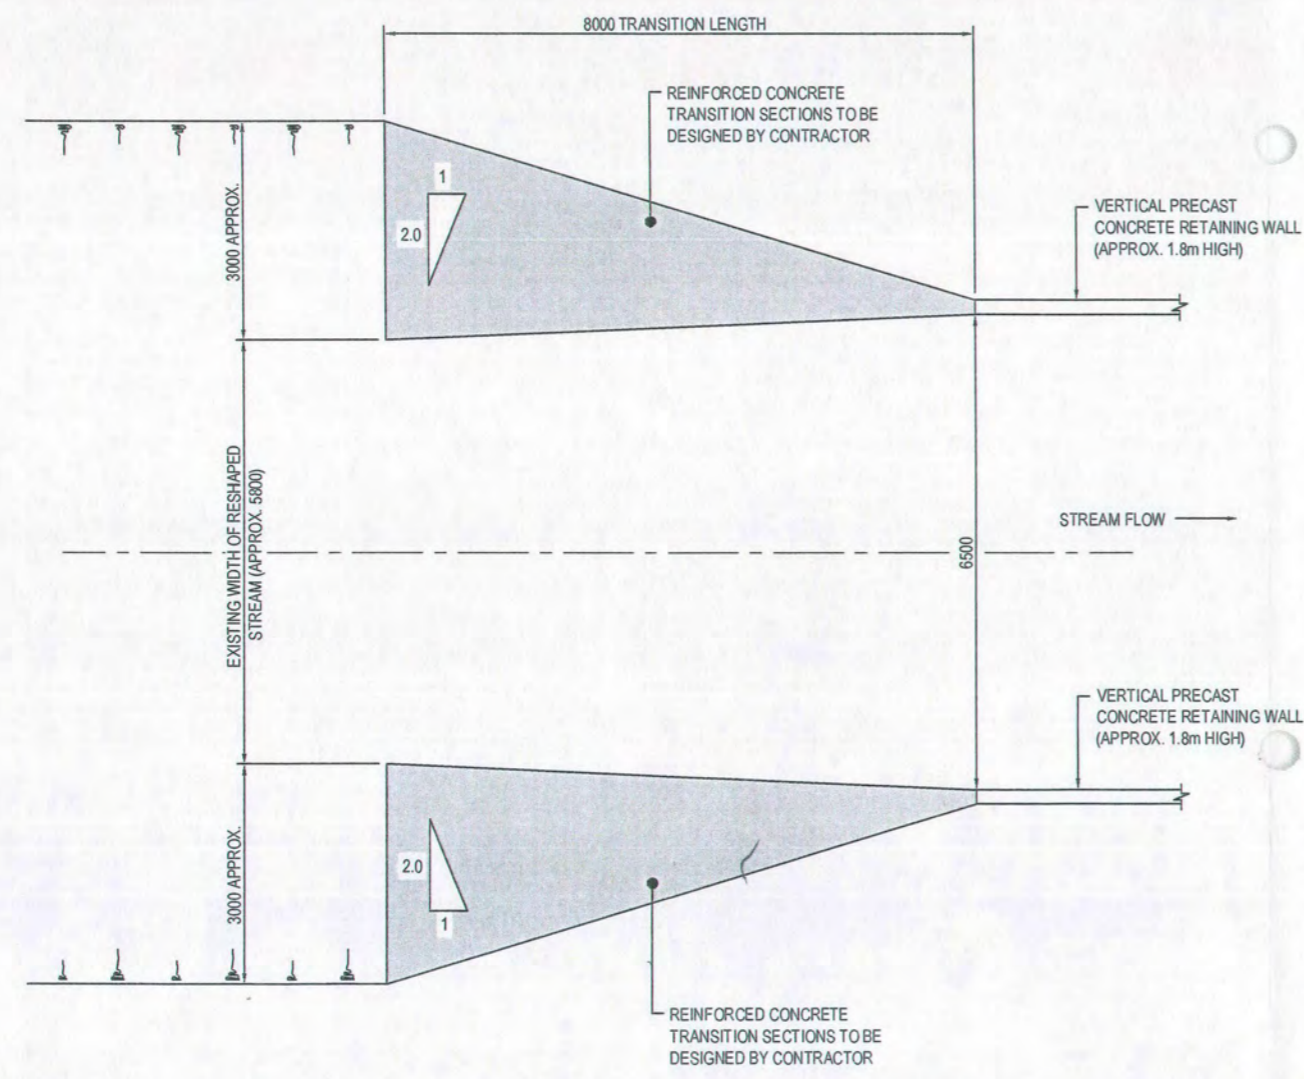 8000 TRANSITION LENGTH
REINFORCED CONCRETE
TRANSITION SECTIONS TO BE
DESIGNED BY CONTRACTOR
1
2.0
3000 APPROX.
VERTICAL PRECAST
CONCRETE RETAINING WALL
(APPROX. 1.8m HIGH)
EXISTING WIDTH OF RESHAPED
STREAM (APPROX. 5800)
STREAM FLOW
6500
VERTICAL PRECAST
CONCRETE RETAINING WALL
(APPROX. 1.8m HIGH)
3000 APPROX.
2.0
1
REINFORCED CONCRETE
TRANSITION SECTIONS TO BE
DESIGNED BY CONTRACTOR